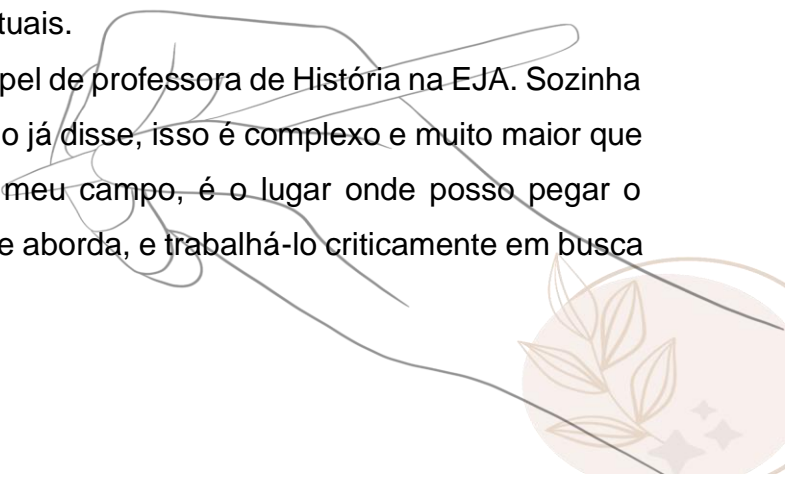 tuais.
pel de professora de História na EJA. Sozinha
o já disse, isso é complexo e muito maior que
meu campo, é o lugar onde posso pegar o
e aborda, e trabalhá-lo criticamente em busca